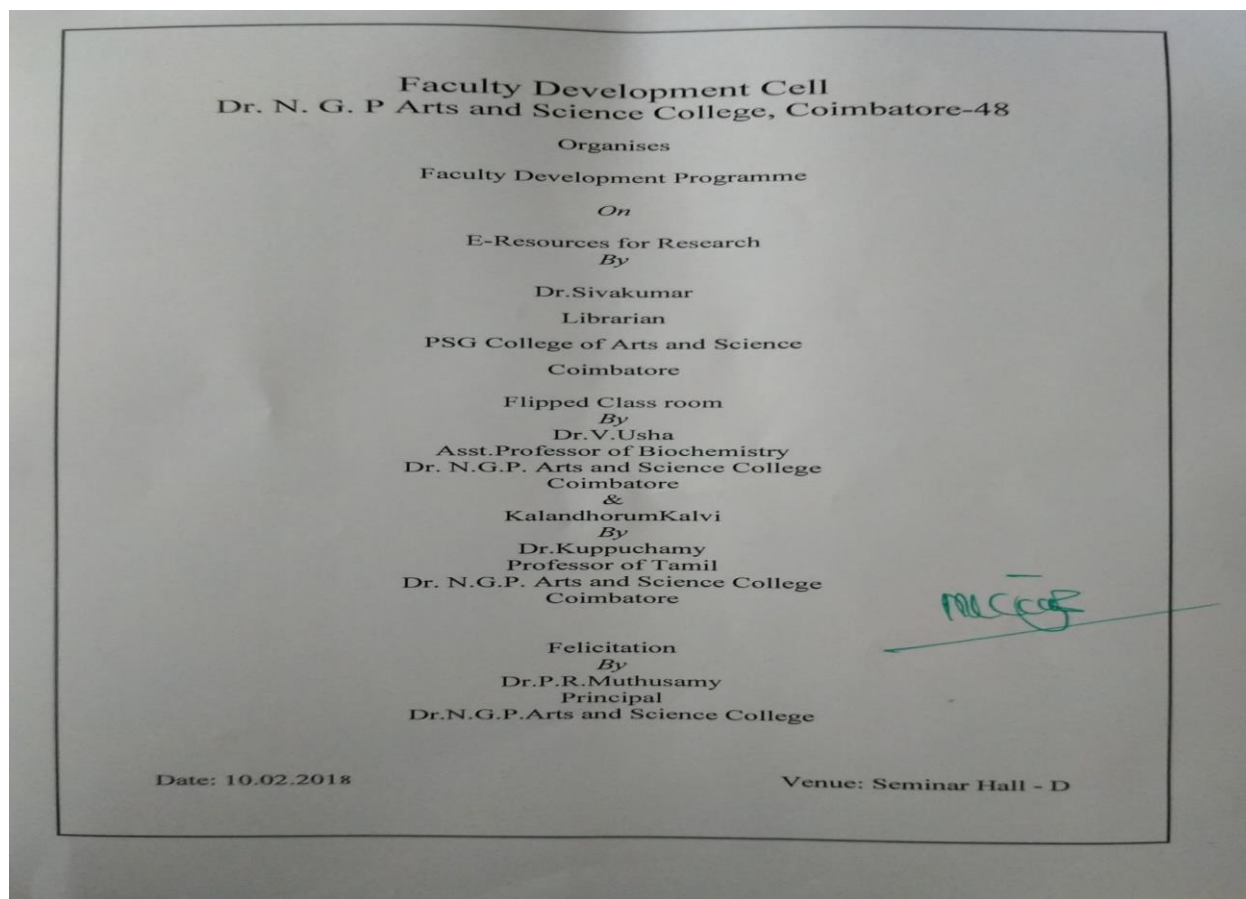 Faculty Development Cell
Dr. N. G. P Arts and Science College, Coimbatore-48
Organises
Faculty Development Programme
On
E-Resources for Research
By
Dr.Sivakumar
Librarian
PSG College of Arts and Science
Coimbatore
Flipped Class room
By
Dr.V.Usha
Asst.Professor of Biochemistry
Dr. N.G.P. Arts and Science College
Coimbatore
&
KalandhorumKalvi
By
Dr.Kuppuchamy
Professor of Tamil
Dr. N.G.P. Arts and Science College
Coimbatore
Felicitation
By
Dr.P.R.Muthusamy
Principal
Dr.N.G.P.Arts and Science College
Date: 10.02.2018
Venue: Seminar Hall - D